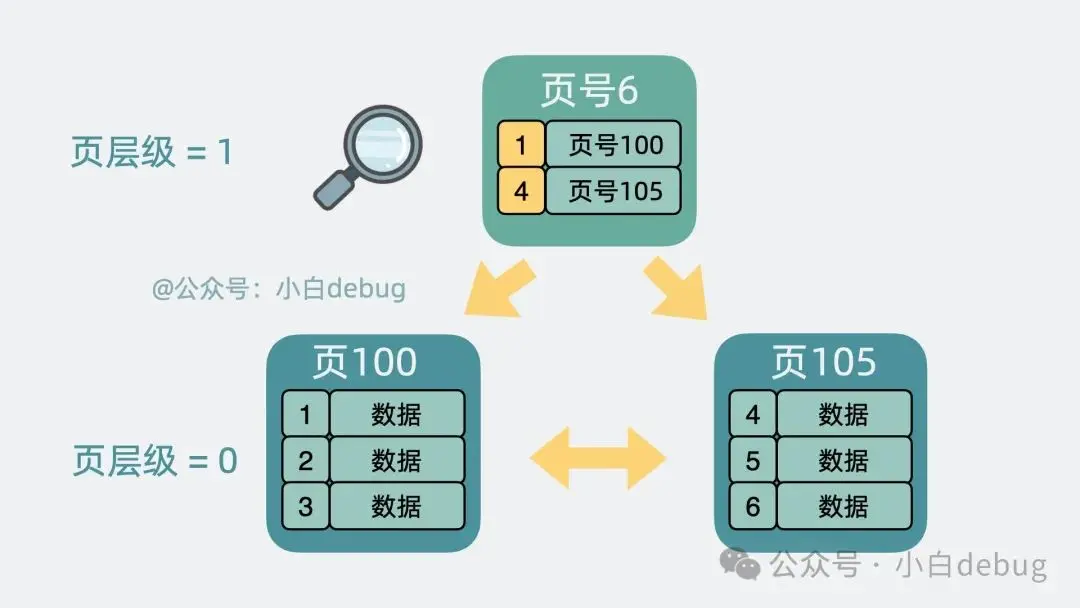 页号6
页层级 = 1
1 页号100
4 页号105
@公众号：小白debug
页100
页105
1 数据
2 数据
3 数据
页层级 = 0
4 数据
5 数据
6 数据
公众号 · 小白debug